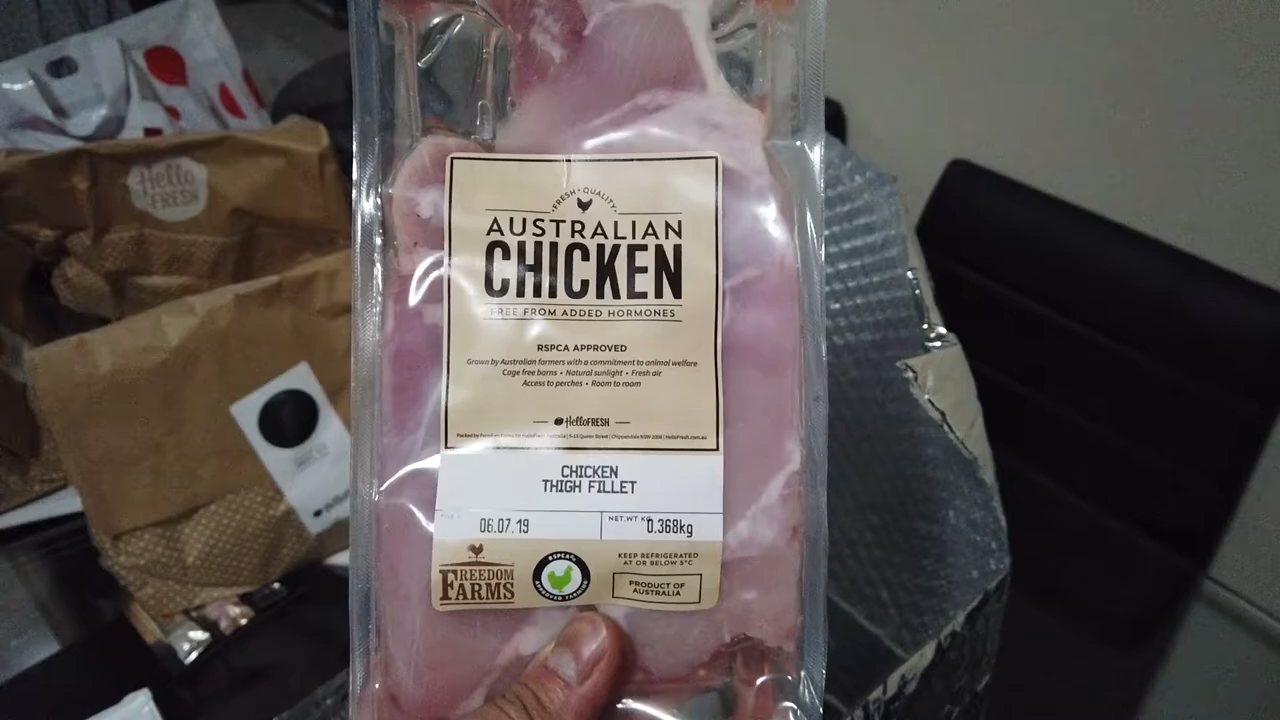 Hello
FRESH
FRESH • QUALITY
AUSTRALIAN
CHICKEN
FREE FROM ADDED HORMONES
RSPCA APPROVED
Grown by Australian farmers with a commitment to animal welfare
Cage free barns • Natural sunlight • Fresh air
Access to perches • Room to roam
HelloFRESH
CHICKEN
THIGH FILLET
06.07.19
NET.WT KG
0.368kg
FREEDOM
FARMS
RSPCA
APPROVED FARMING
KEEP REFRIGERATED
AT OR BELOW 5°C
PRODUCT OF
AUSTRALIA